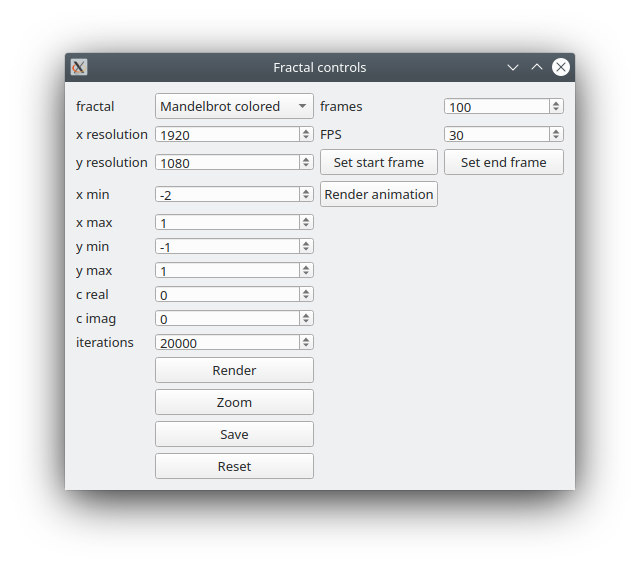 Fractal controls
fractal Mandelbrot colored frames 100
x resolution 1920 FPS 30
y resolution 1080 Set start frame Set end frame
x min -2 Render animation
x max 1
y min -1
y max 1
c real 0
c imag 0
iterations 20000
Render
Zoom
Save
Reset